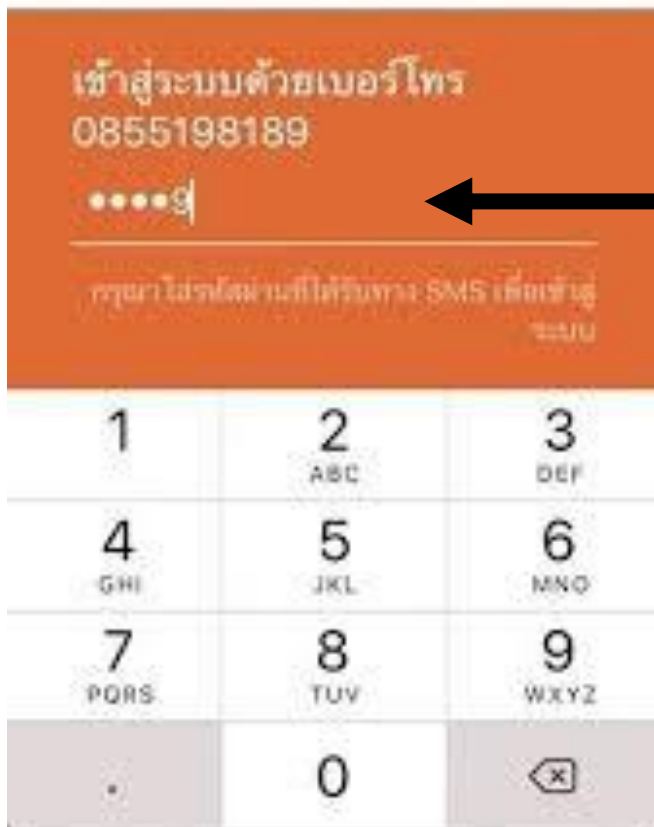 เข้าสู่ระบบด้วยเบอร์โทร
0855198189
••••9
กรุณาใส่รหัสผ่านที่ได้รับทาง SMS เพื่อเข้าสู่
ระบบ
1 2 3
ABC DEF
4 5 6
GHI JKL MNO
7 8 9
PQRS TUV WXYZ
. 0